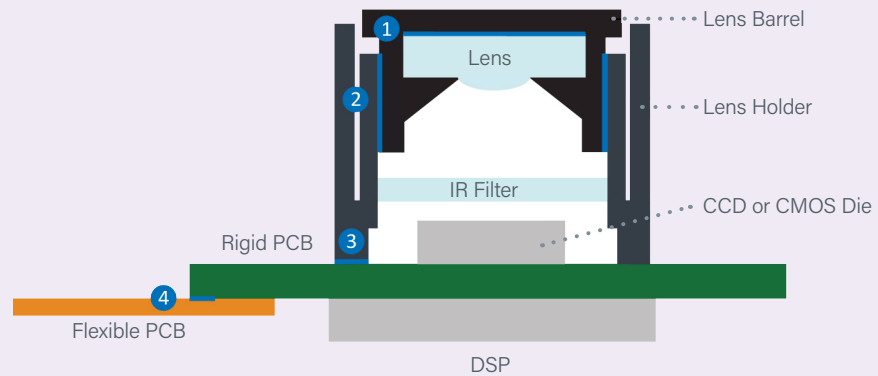 Lens Barrel
1
Lens
2
Lens Holder
IR Filter
CCD or CMOS Die
Rigid PCB
3
4
Flexible PCB
DSP